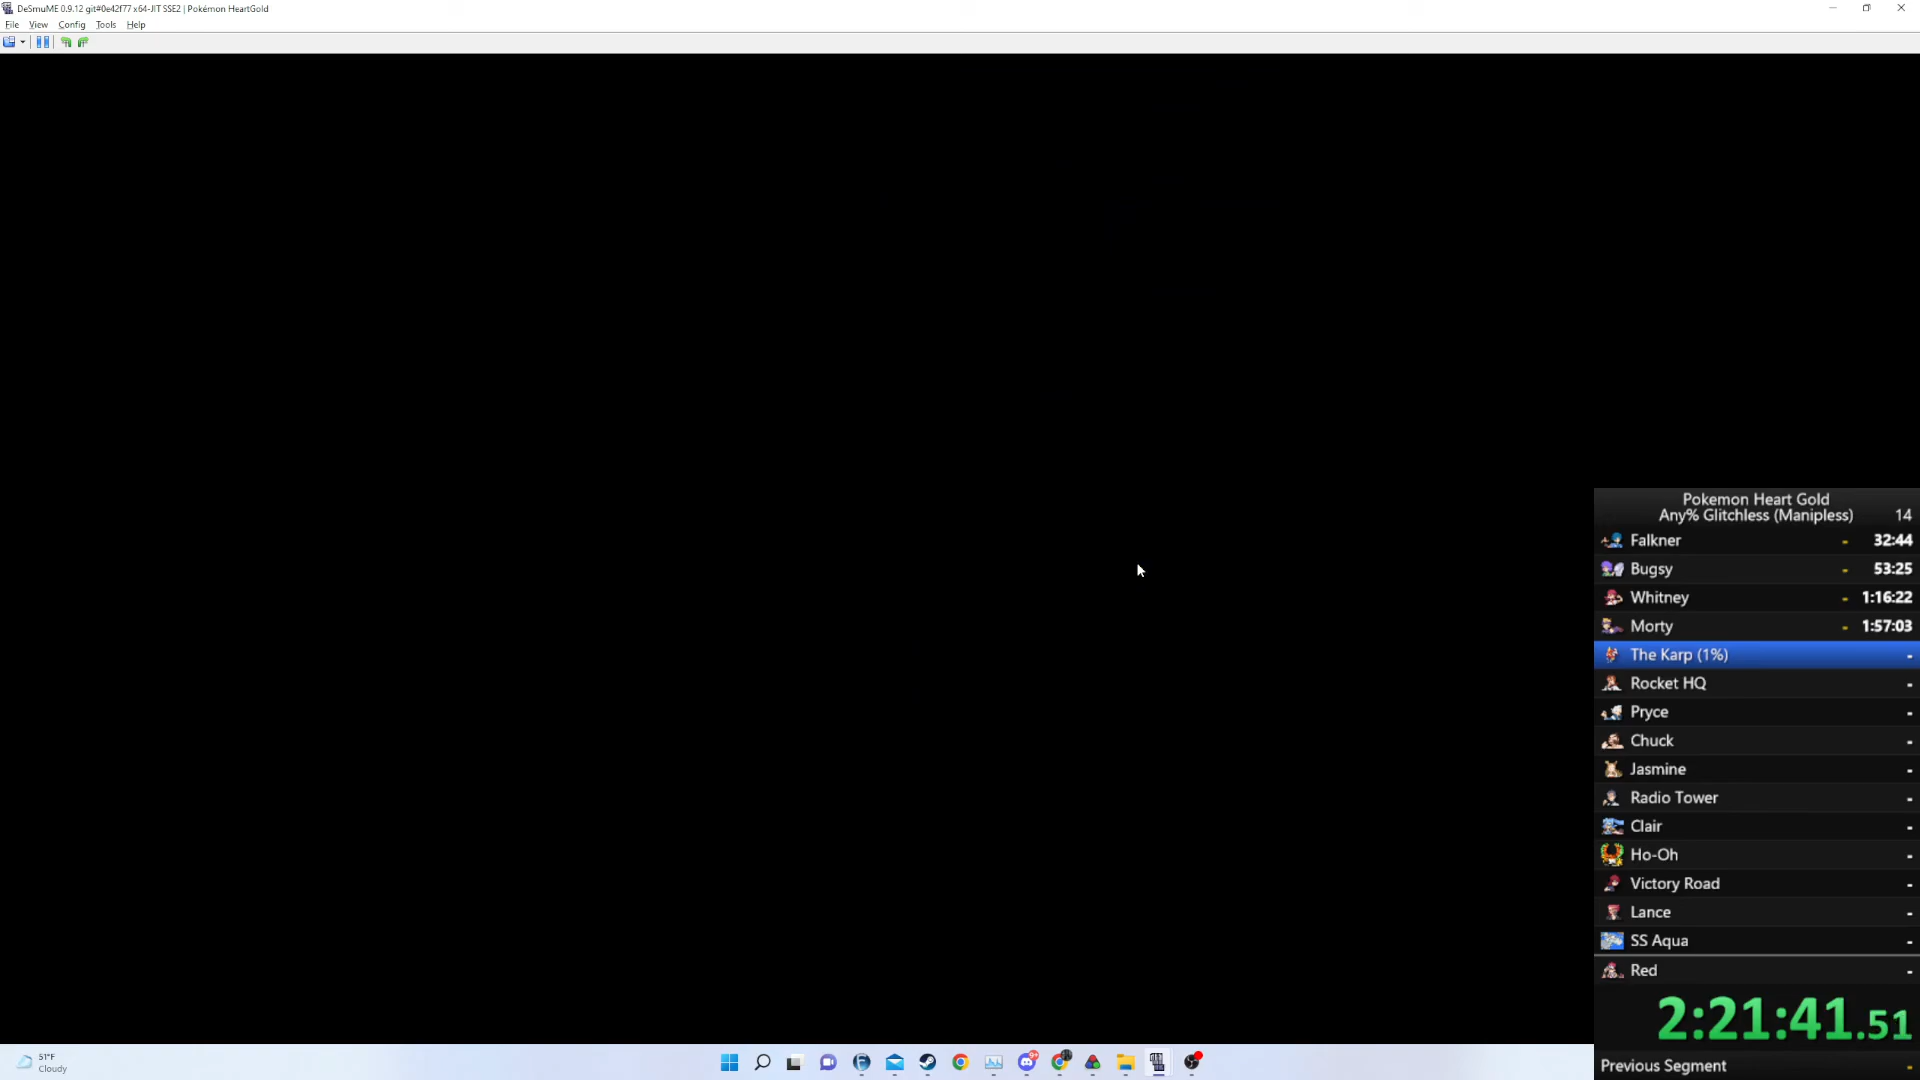 DeSmuME 0.9.12 git#0e42f77 x64-JIT SSE2 | Pokémon HeartGold
File View Config Tools Help
Pokemon Heart Gold
Any% Glitchless (Manipless) 14
Falkner - 32:44
Bugsy - 53:25
Whitney - 1:16:22
Morty - 1:57:03
The Karp (1%) -
Rocket HQ -
Pryce -
Chuck -
Jasmine -
Radio Tower -
Clair -
Ho-Oh -
Victory Road -
Lance -
SS Aqua -
Red -
2:21:41.51
Previous Segment -
51°F
Cloudy